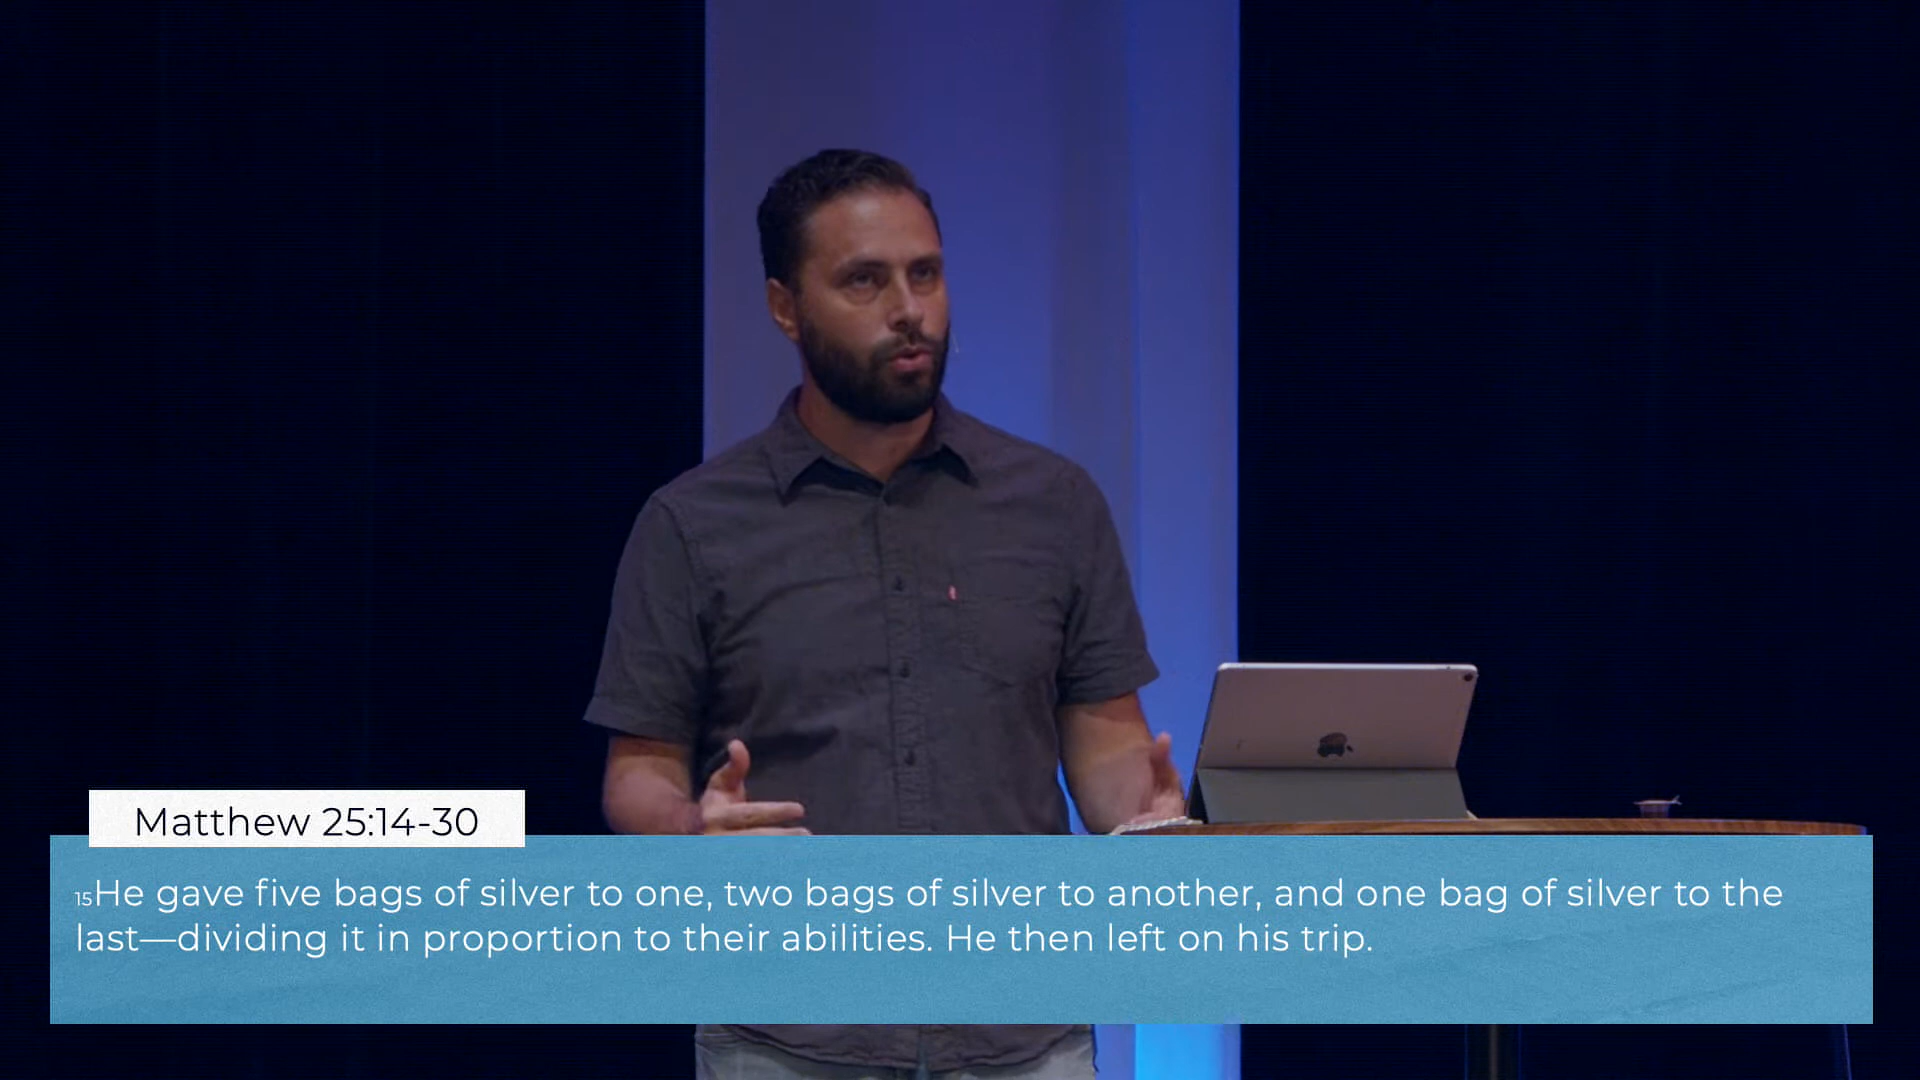 Matthew 25:14-30
15He gave five bags of silver to one, two bags of silver to another, and one bag of silver to the
last—dividing it in proportion to their abilities. He then left on his trip.